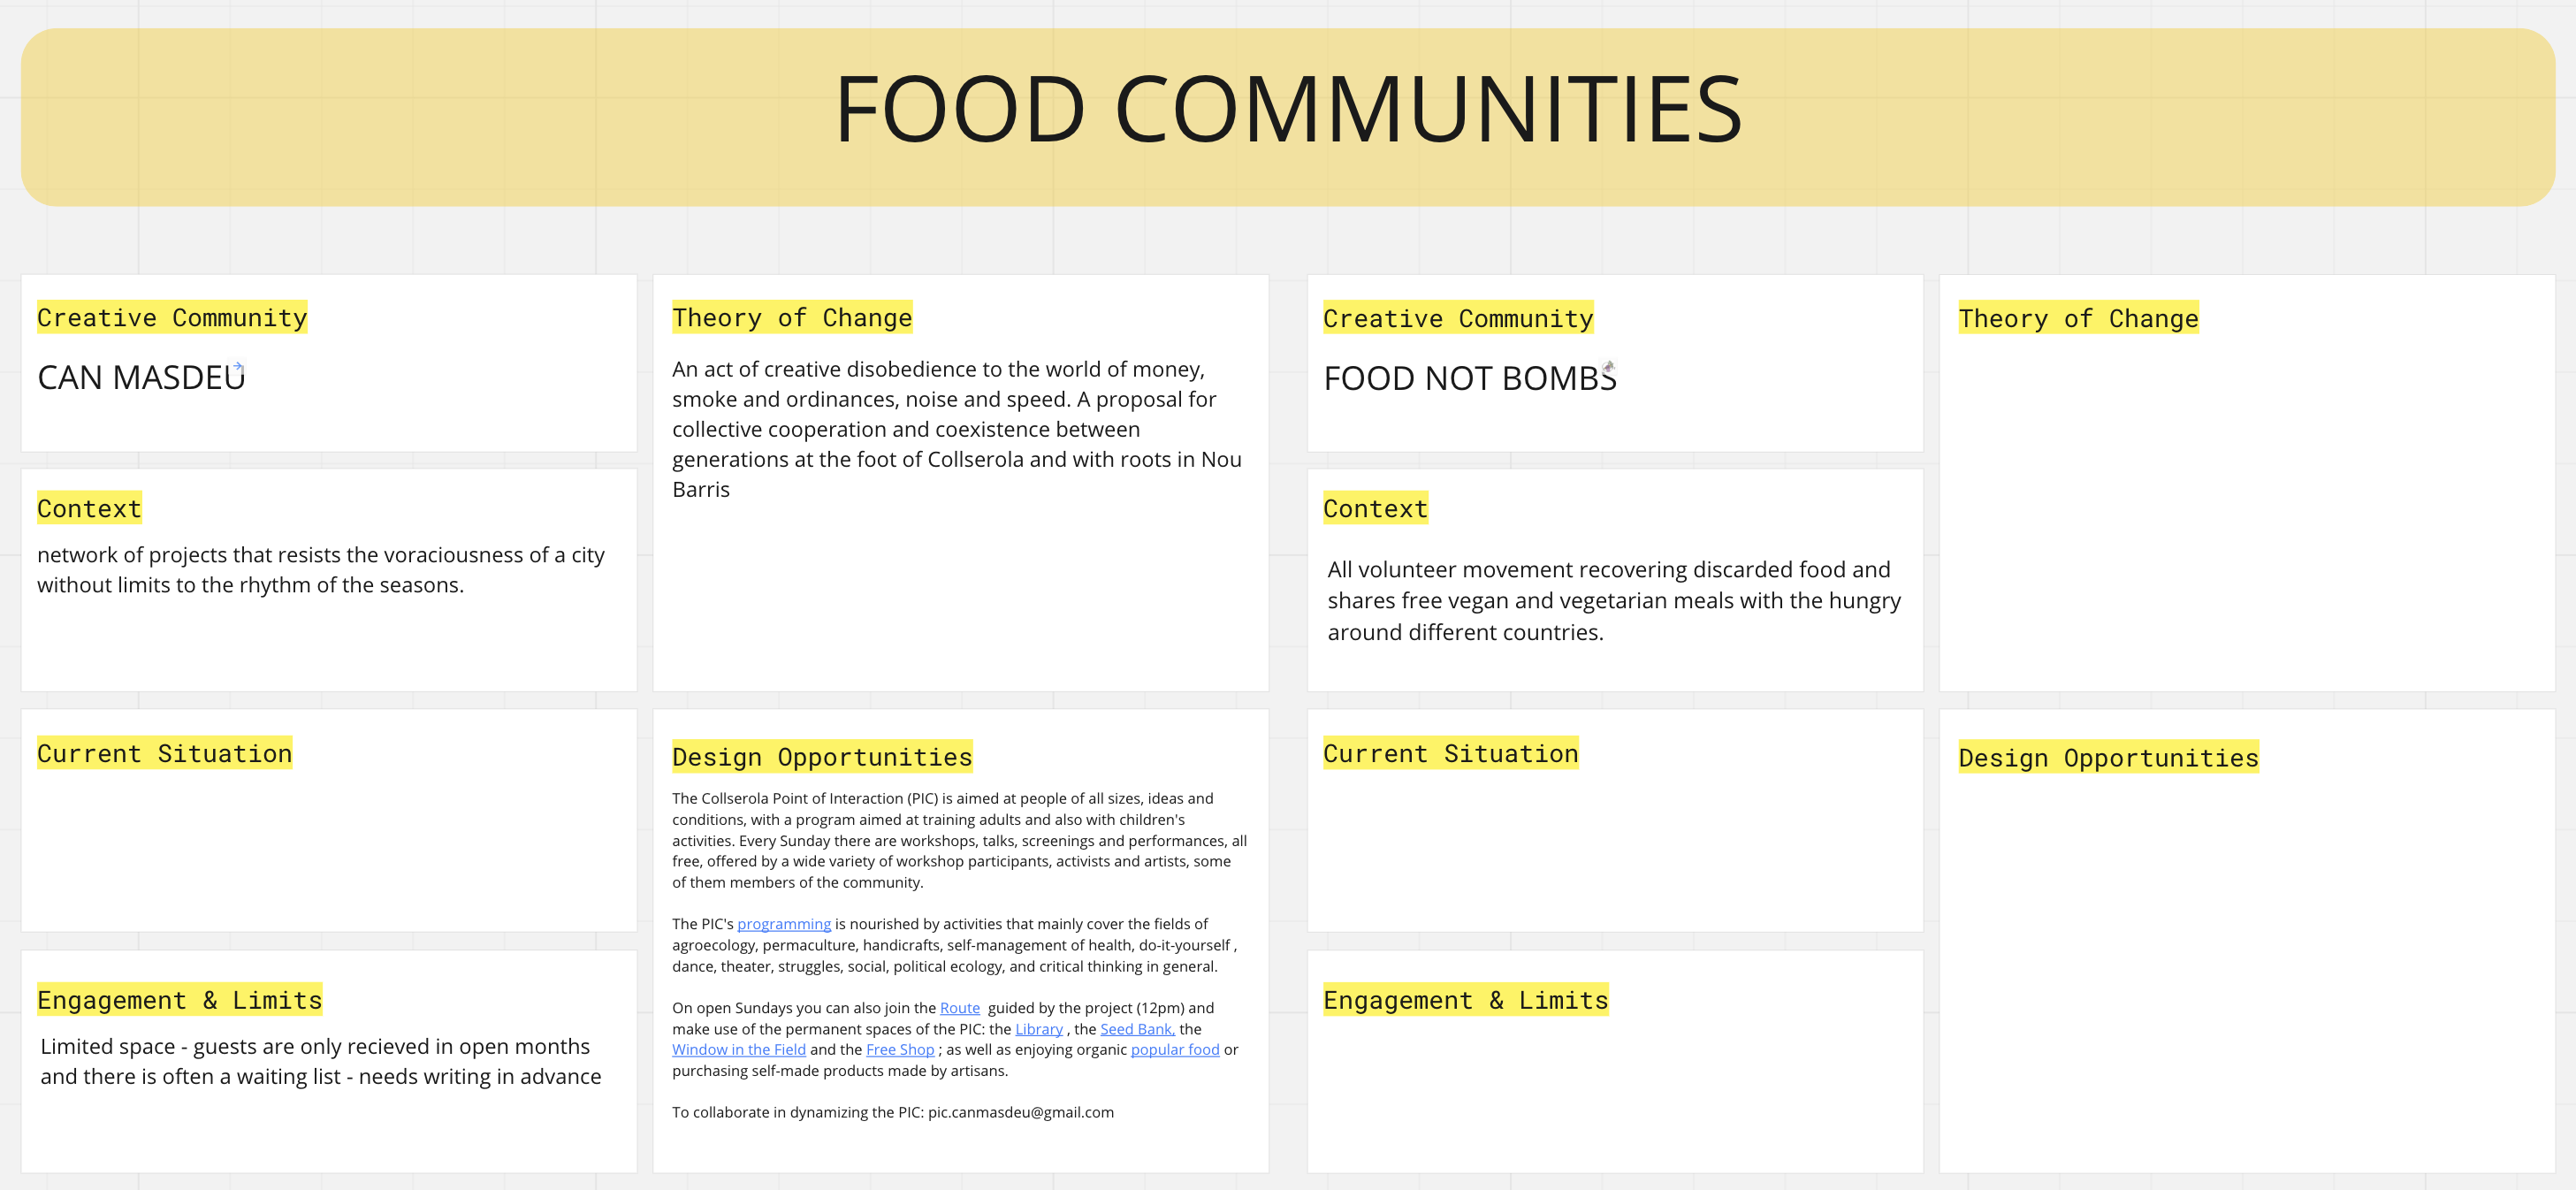 FOOD COMMUNITIES
Creative Community
CAN MASDEU
Context
network of projects that resists the voraciousness of a city
without limits to the rhythm of the seasons.
Current Situation
Engagement & Limits
Limited space - guests are only recieved in open months
and there is often a waiting list - needs writing in advance
Theory of Change
An act of creative disobedience to the world of money,
smoke and ordinances, noise and speed. A proposal for
collective cooperation and coexistence between
generations at the foot of Collserola and with roots in Nou
Barris
Design Opportunities
The Collserola Point of Interaction (PIC) is aimed at people of all sizes, ideas and
conditions, with a program aimed at training adults and also with children's
activities. Every Sunday there are workshops, talks, screenings and performances, all
free, offered by a wide variety of workshop participants, activists and artists, some
of them members of the community.
The PIC's programming is nourished by activities that mainly cover the fields of
agroecology, permaculture, handicrafts, self-management of health, do-it-yourself ,
dance, theater, struggles, social, political ecology, and critical thinking in general.
On open Sundays you can also join the Route  guided by the project (12pm) and
make use of the permanent spaces of the PIC: the Library , the Seed Bank, the
Window in the Field and the Free Shop ; as well as enjoying organic popular food or
purchasing self-made products made by artisans.
To collaborate in dynamizing the PIC: pic.canmasdeu@gmail.com
Creative Community
FOOD NOT BOMBS
Context
All volunteer movement recovering discarded food and
shares free vegan and vegetarian meals with the hungry
around different countries.
Current Situation
Engagement & Limits
Theory of Change
Design Opportunities